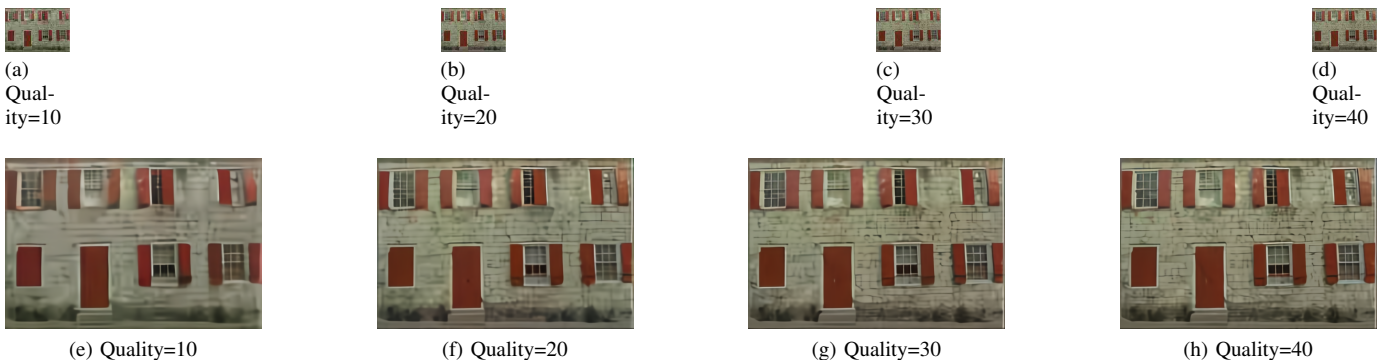 (a)
Qual-
ity=10
(b)
Qual-
ity=20
(c)
Qual-
ity=30
(d)
Qual-
ity=40
(e) Quality=10
(f) Quality=20
(g) Quality=30
(h) Quality=40